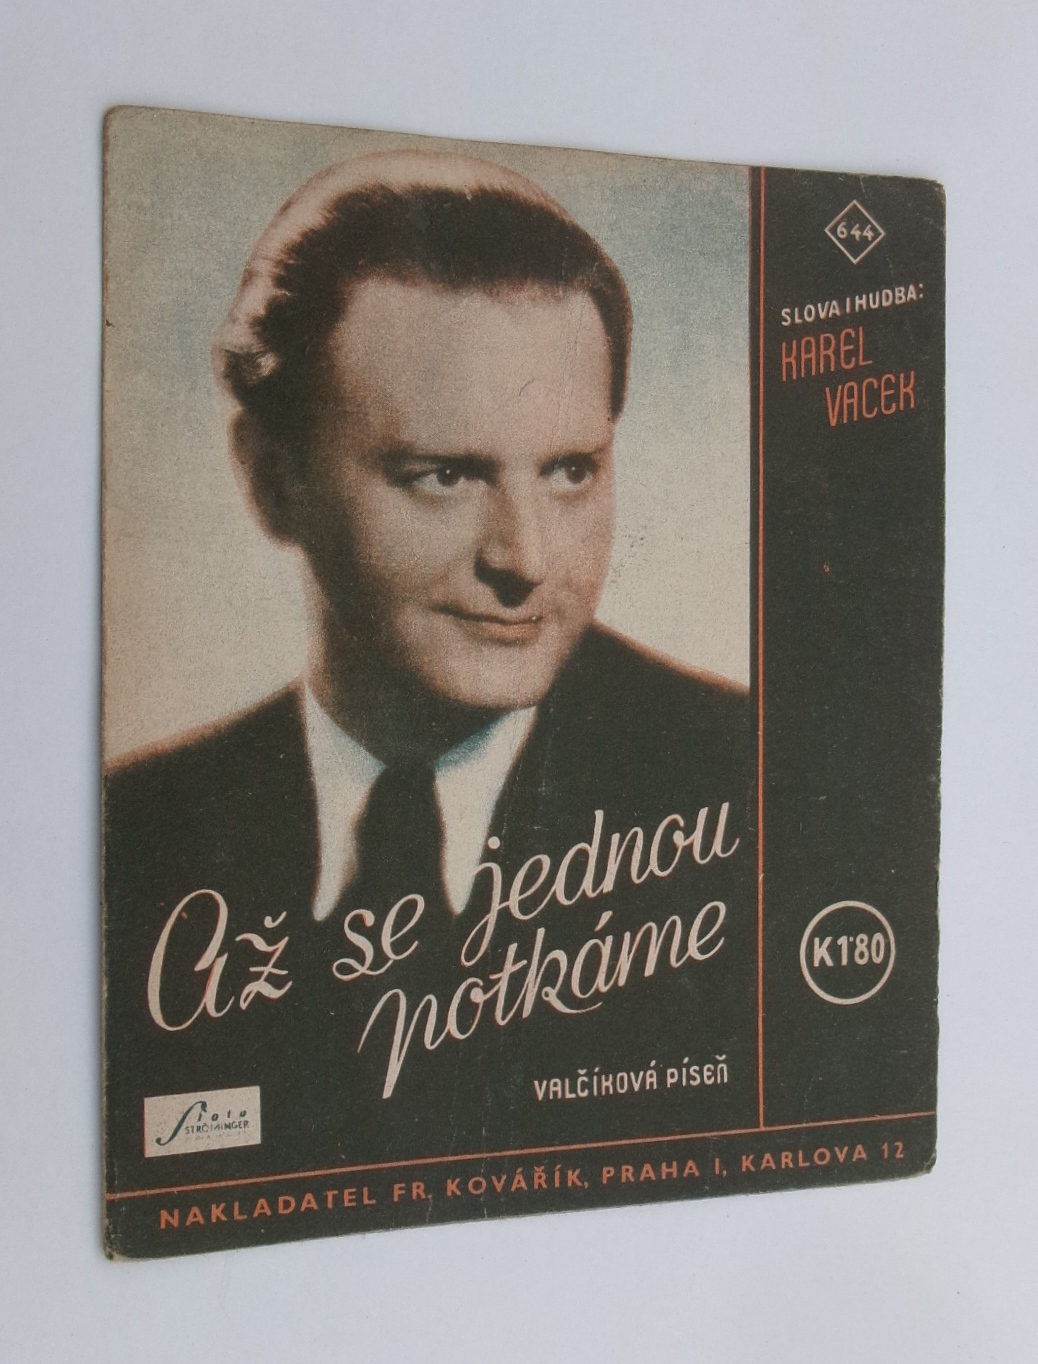 644
SLOVA I HUDBA:
KAREL
VACEK
Až se jednou
potkáme
VALČÍKOVÁ PÍSEŇ
K 1·80
Foto
STRÖMINGER
NAKLADATEL FR. KOVÁŘÍK, PRAHA I, KARLOVA 12